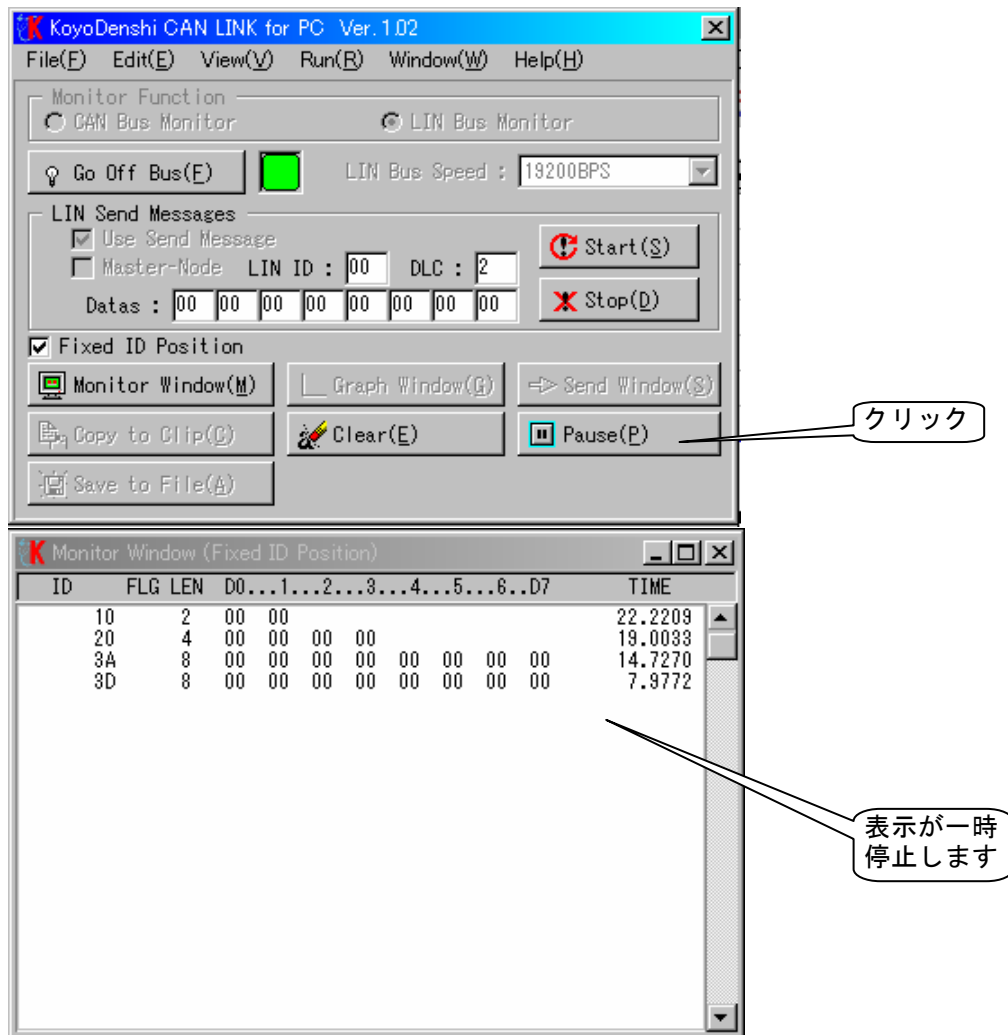 KoyoDenshi CAN LINK for PC Ver.1.02
File(F) Edit(E) View(V) Run(R) Window(W) Help(H)
Monitor Function
CAN Bus Monitor LIN Bus Monitor
Go Off Bus(F) LIN Bus Speed : 19200BPS
LIN Send Messages
Use Send Message
Start(S)
Master-Node LIN ID : 00 DLC : 2
Datas : 00 00 00 00 00 00 00 00
Stop(D)
Fixed ID Position
Monitor Window(M) Graph Window(G) Send Window(S)
Copy to Clip(C) Clear(E) Pause(P)
クリック
Save to File(A)
Monitor Window (Fixed ID Position)
ID FLG LEN D0...1...2...3...4...5...6..D7 TIME
10 2 00 00 22.2209
20 4 00 00 00 00 19.0033
3A 8 00 00 00 00 00 00 00 00 14.7270
3D 8 00 00 00 00 00 00 00 00 7.9772
表示が一時
停止します